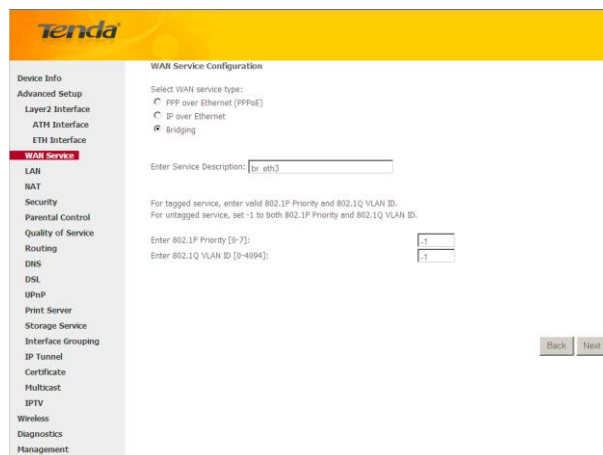 Tenda
WAN Service Configuration
Device Info
Advanced Setup
Layer2 Interface
ATM Interface
ETH Interface
WAN Service
LAN
NAT
Security
Parental Control
Quality of Service
Routing
DNS
DSL
UPnP
Print Server
Storage Service
Interface Grouping
IP Tunnel
Certificate
Multicast
IPTV
Wireless
Diagnostics
Management
Select WAN service type:
PPP over Ethernet (PPPoE)
IP over Ethernet
Bridging
Enter Service Description: br_eth3
For tagged service, enter valid 802.1P Priority and 802.1Q VLAN ID.
For untagged service, set -1 to both 802.1P Priority and 802.1Q VLAN ID.
Enter 802.1P Priority [0-7]: -1
Enter 802.1Q VLAN ID [0-4094]: -1
Back Next